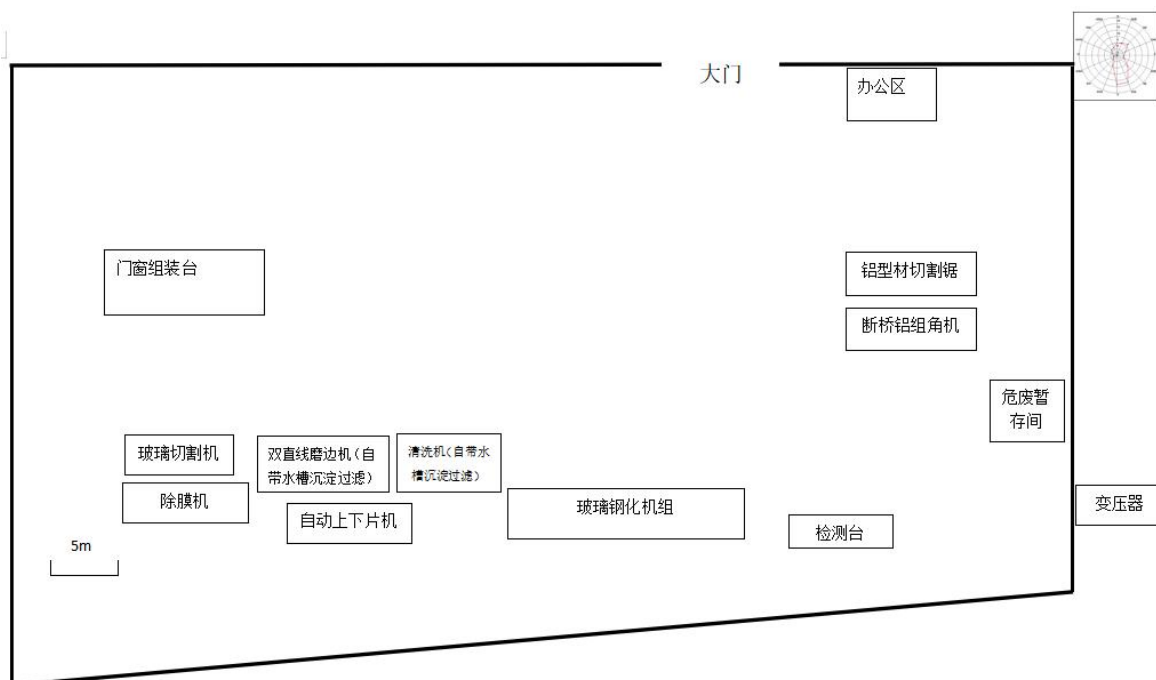 大门
办公区
门窗组装台
铝型材切割锯
断桥铝组角机
危废暂
存间
玻璃切割机
双直线磨边机（自
带水槽沉淀过滤）
清洗机（自带水
槽沉淀过滤）
除膜机
自动上下片机
玻璃钢化机组
检测台
变压器
5m